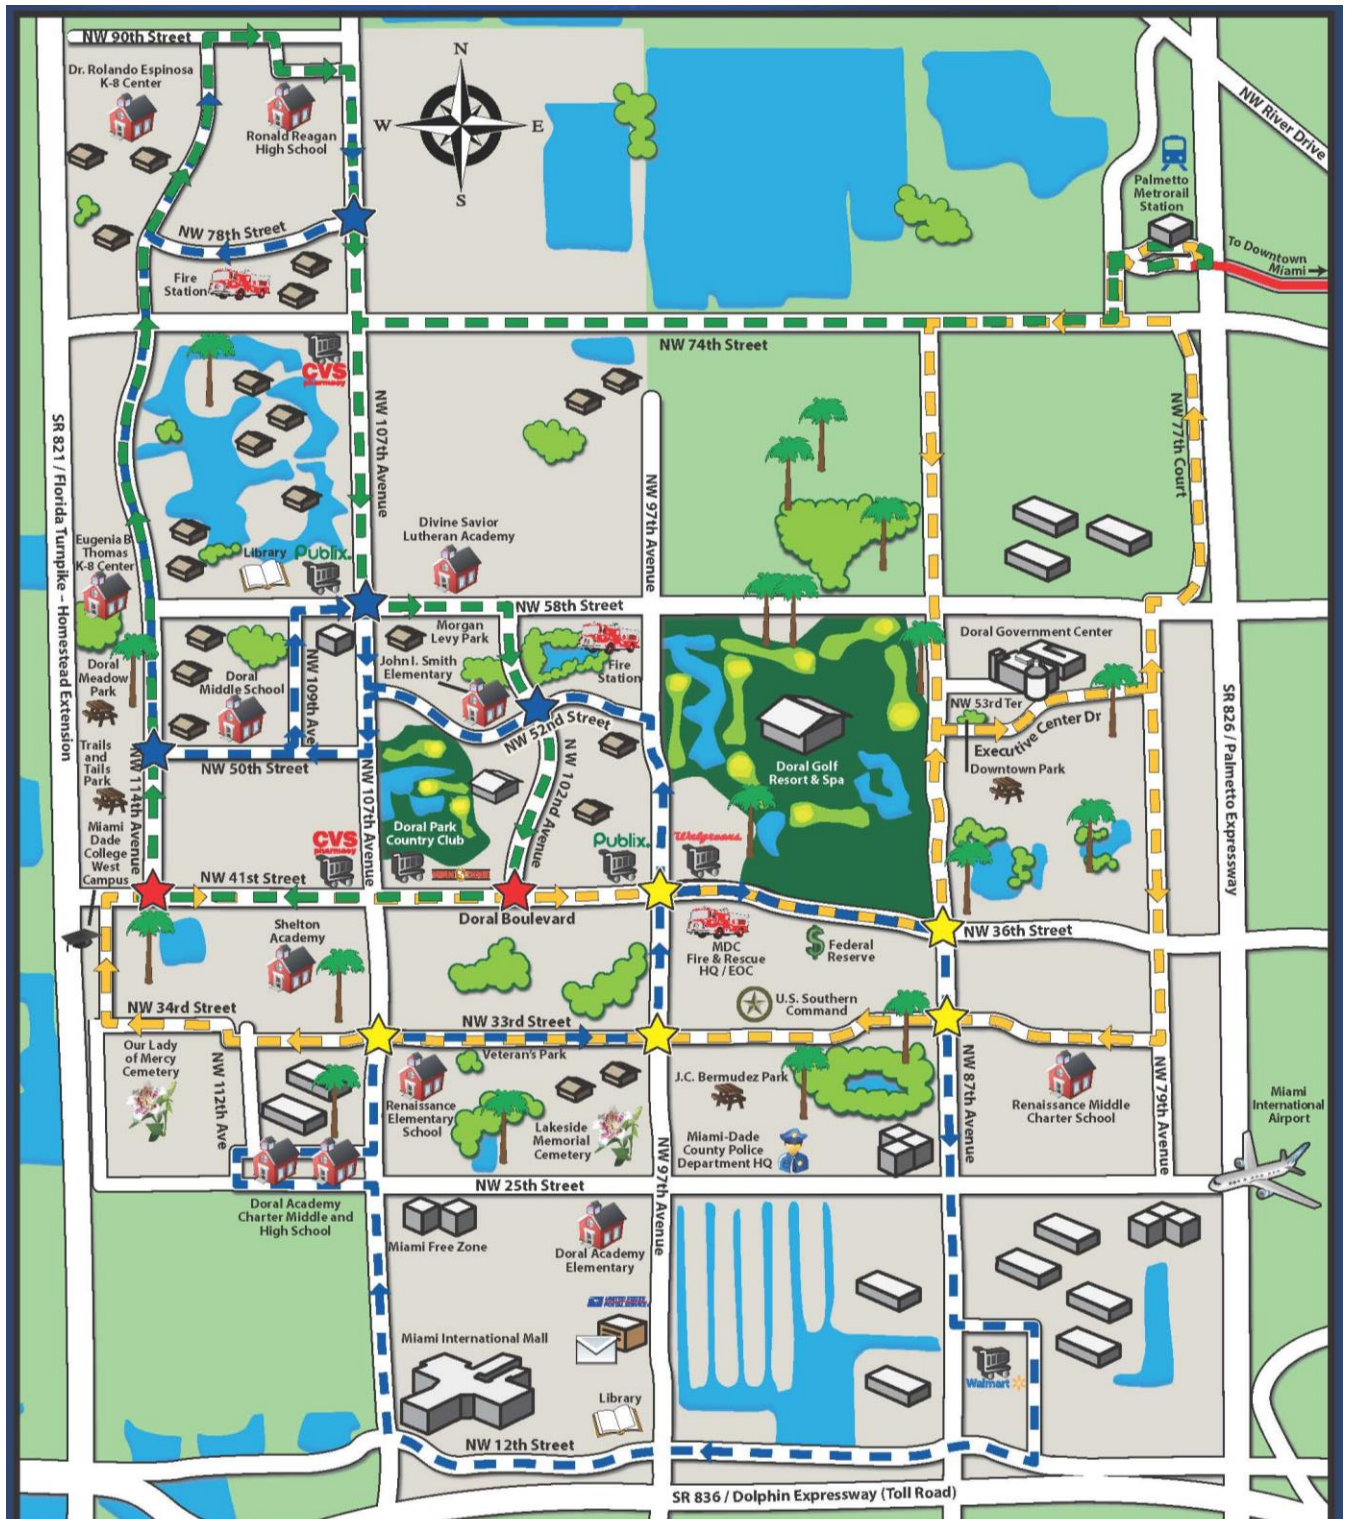 NW 90th Street
Dr. Rolando Espinosa
K-8 Center
Ronald Reagan
High School
N
W
E
S
NW River Drive
Palmetto
Metrorail
Station
To Downtown
Miami
NW 78th Street
Fire
Station
NW 74th Street
CVS
pharmacy
NW 107th Avenue
NW 97th Avenue
NW 77th Court
SR 821 / Florida Turnpike – Homestead Extension
Eugenia B
Thomas
K-8 Center
Library
Publix.
Divine Savior
Lutheran Academy
NW 58th Street
Morgan
Levy Park
John I. Smith
Elementary
Fire
Station
Doral
Meadow
Park
Doral
Middle School
NW 109th Ave
NW 52nd Street
Doral Government Center
NW 53rd Ter
Executive Center Dr
Downtown Park
Doral Golf
Resort & Spa
SR 826 / Palmetto Expressway
Trails
and
Tails
Park
NW 114th Avenue
NW 50th Street
NW 107th Avenue
NW 102nd Avenue
Miami
Dade
College
West
Campus
CVS
pharmacy
Doral Park
Country Club
Publix.
Walgreens
NW 41st Street
Doral Boulevard
NW 36th Street
Shelton
Academy
MDC
Fire & Rescue
HQ / EOC
Federal
Reserve
U.S. Southern
Command
NW 34rd Street
NW 33rd Street
Our Lady
of Mercy
Cemetery
NW 112th Ave
Veteran's Park
Renaissance
Elementary
School
Lakeside
Memorial
Cemetery
J.C. Bermudez Park
Miami-Dade
County Police
Department HQ
NW 87th Avenue
Renaissance Middle
Charter School
NW 79th Avenue
Miami
International
Airport
NW 97th Avenue
NW 25th Street
Doral Academy
Charter Middle and
High School
Miami Free Zone
Doral Academy
Elementary
UNITED STATES
POSTAL SERVICE
Miami International Mall
Library
Walmart
NW 12th Street
SR 836 / Dolphin Expressway (Toll Road)